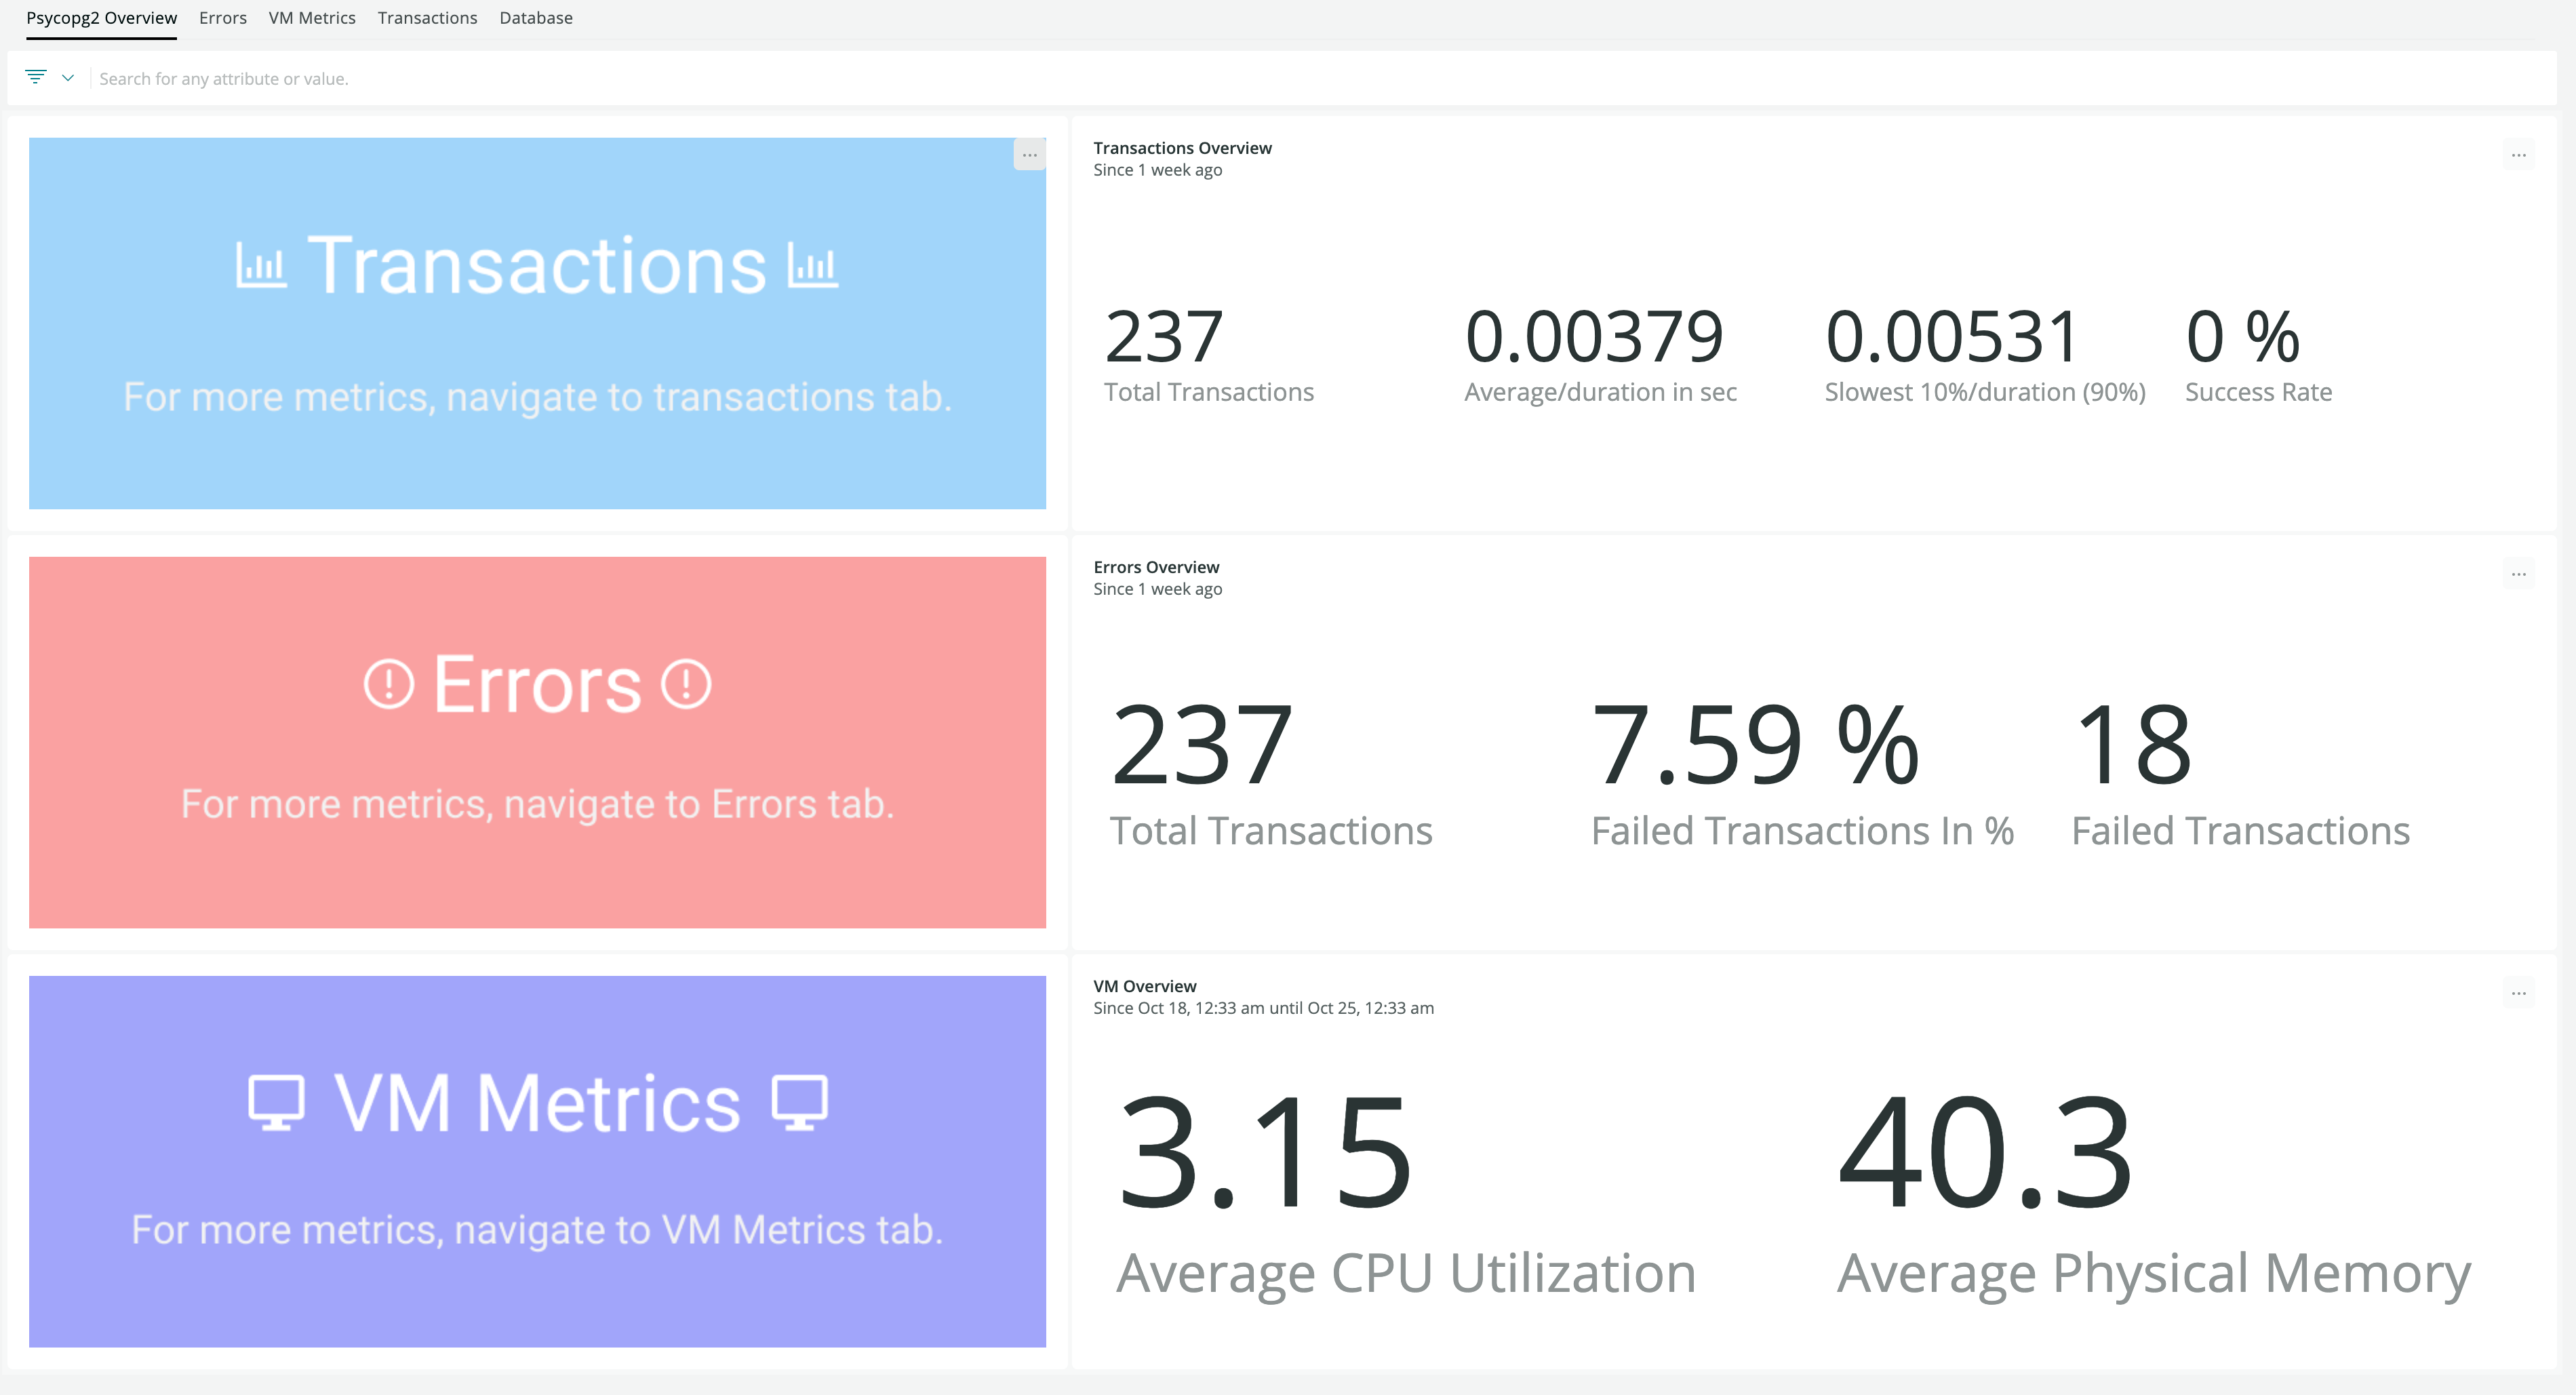 Psycopg2 Overview Errors VM Metrics Transactions Database
Search for any attribute or value.
Transactions
For more metrics, navigate to transactions tab.
Transactions Overview
Since 1 week ago
237 0.00379 0.00531 0 %
Total Transactions Average/duration in sec Slowest 10%/duration (90%) Success Rate
Errors
For more metrics, navigate to Errors tab.
Errors Overview
Since 1 week ago
237 7.59 % 18
Total Transactions Failed Transactions In % Failed Transactions
VM Metrics
For more metrics, navigate to VM Metrics tab.
VM Overview
Since Oct 18, 12:33 am until Oct 25, 12:33 am
3.15 40.3
Average CPU Utilization Average Physical Memory